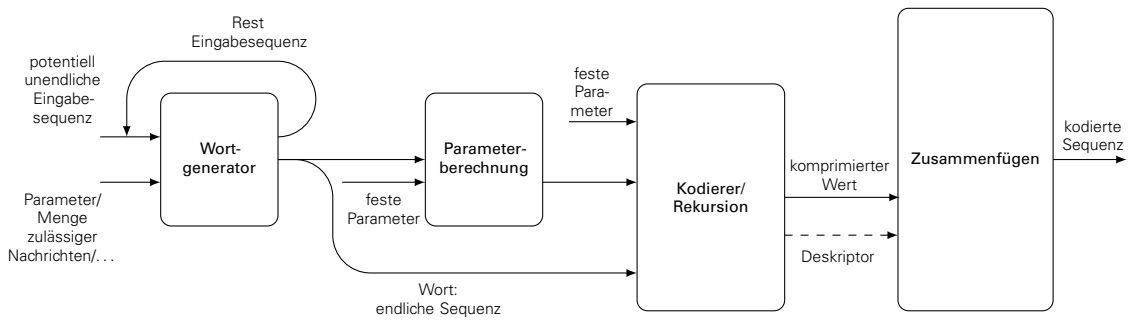 Rest
Eingabesequenz
potentiell
unendliche
Eingabe-
sequenz
Wort-
generator
Parameter/
Menge
zulässiger
Nachrichten/. . .
Parameter-
berechnung
feste
Parameter
Wort:
endliche Sequenz
feste
Para-
meter
Kodierer/
Rekursion
komprimierter
Wert
Deskriptor
Zusammenfügen
kodierte
Sequenz